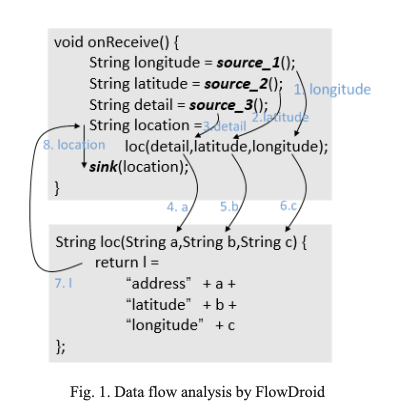 void onReceive() {
String longitude = source_1();
String latitude = source_2();
String detail = source_3();
String location =
loc(detail,latitude,longitude);
sink(location);
}
1. longitude
2.latitude
3.detail
4. a
5.b
6.c
8. location
String loc(String a,String b,String c) {
return l =
“address” + a +
“latitude” + b +
“longitude” + c
};
7. l
Fig. 1. Data flow analysis by FlowDroid